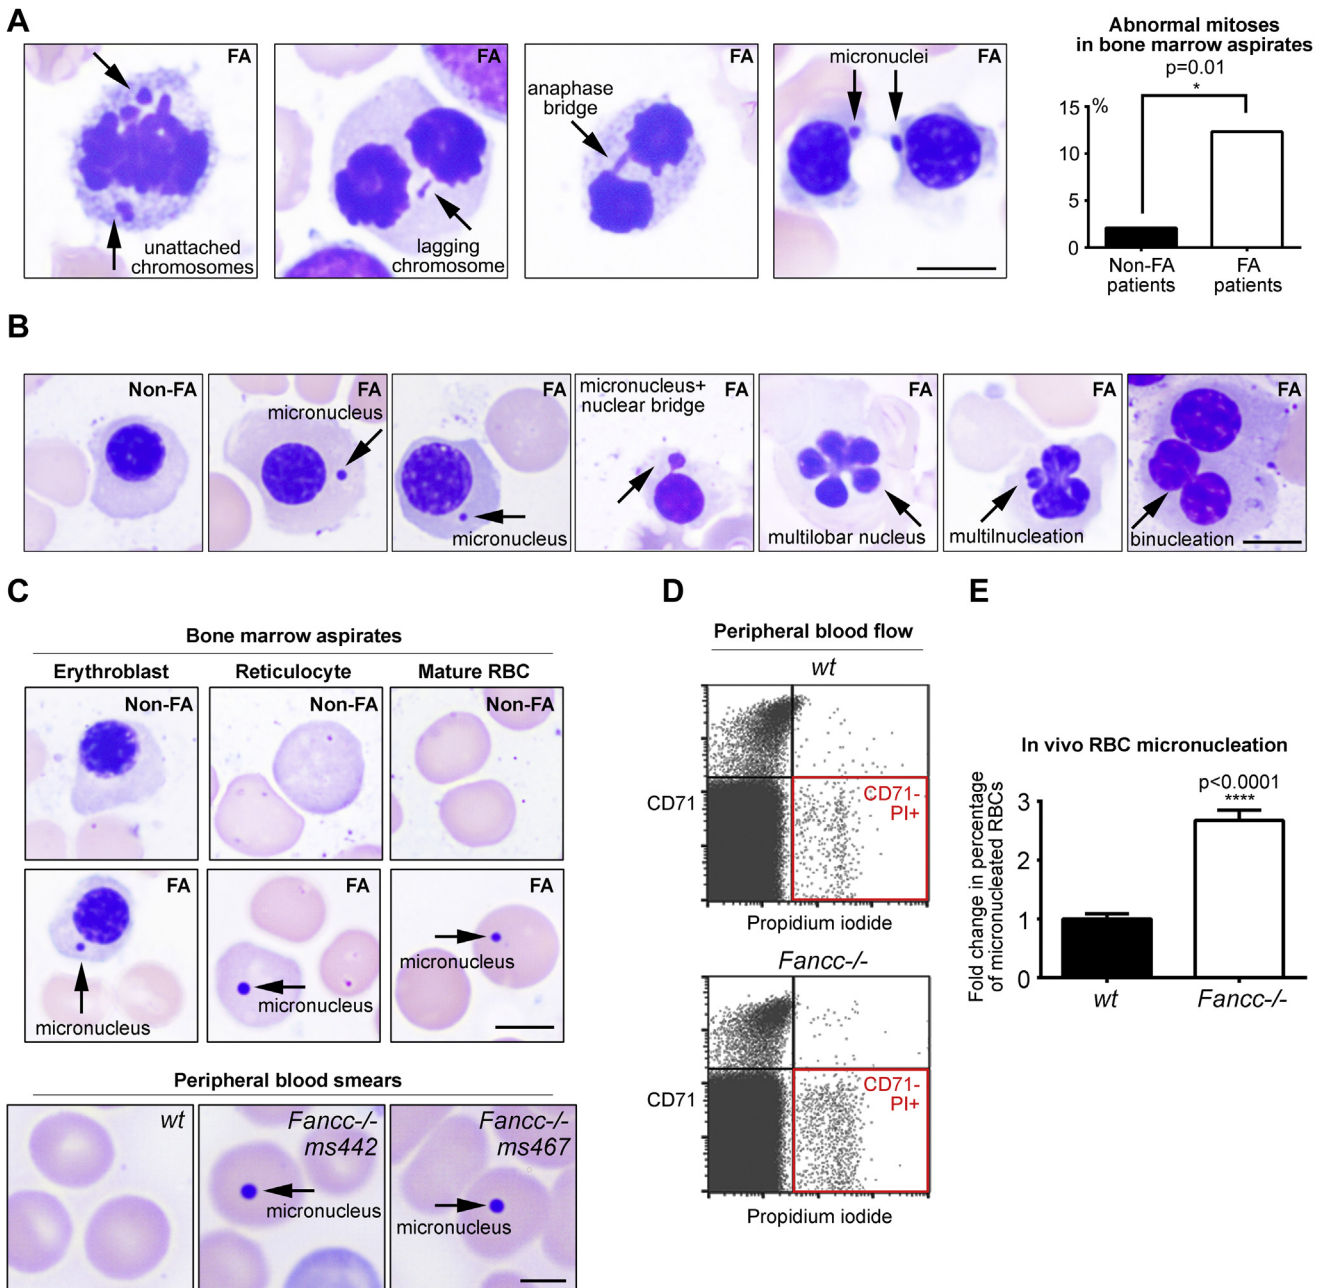 A
FA
unattached
chromosomes
FA
lagging
chromosome
FA
anaphase
bridge
FA
micronuclei
Abnormal mitoses
in bone marrow aspirates
p=0.01
*
15 %
10
5
0
Non-FA
patients
FA
patients
B
Non-FA
FA
micronucleus
FA
micronucleus
micronucleus+
nuclear bridge
FA
FA
multilobar nucleus
FA
multilnucleation
FA
binucleation
C
Bone marrow aspirates
Erythroblast
Reticulocyte
Mature RBC
Non-FA
Non-FA
Non-FA
FA
micronucleus
FA
micronucleus
FA
micronucleus
Peripheral blood smears
wt
Fancc-/-
ms442
micronucleus
Fancc-/-
ms467
micronucleus
D
Peripheral blood flow
wt
CD71
CD71-
PI+
Propidium iodide
Fancc-/-
CD71
CD71-
PI+
Propidium iodide
E
In vivo RBC micronucleation
p<0.0001
****
Fold change in percentage
of micronucleated RBCs
3
2
1
0
wt
Fancc-/-